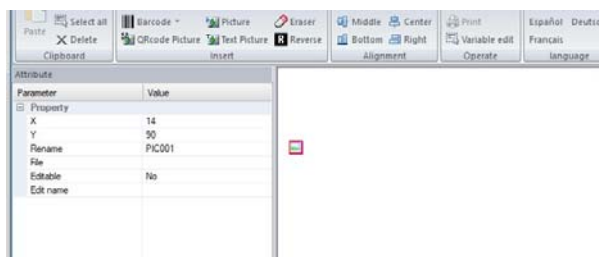 Select all Barcode Picture Eraser Middle Center Print Español Deutsc
Paste Delete QRcode Picture Text Picture R Reverse Bottom Right Variable edit Français
Clipboard Insert Alignment Operate language
Attribute
Parameter Value
Property
X 14
Y 90
Rename PIC001
File
Editable No
Edit name